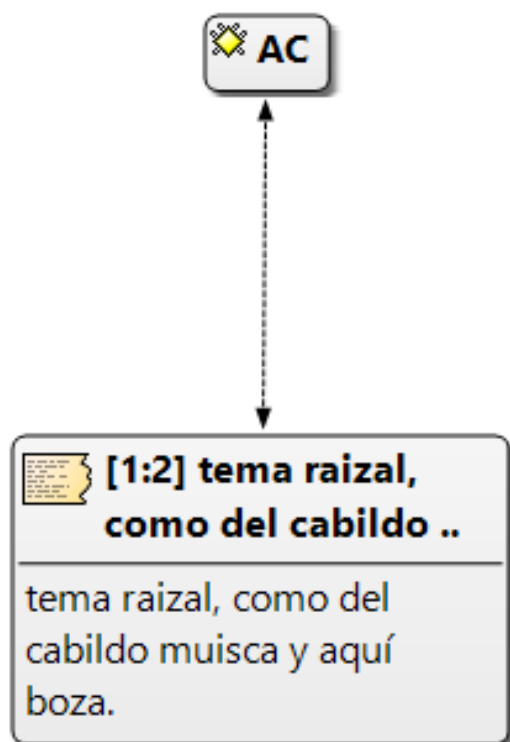 AC
[1:2] tema raizal,
como del cabildo ..
tema raizal, como del
cabildo muisca y aquí
boza.